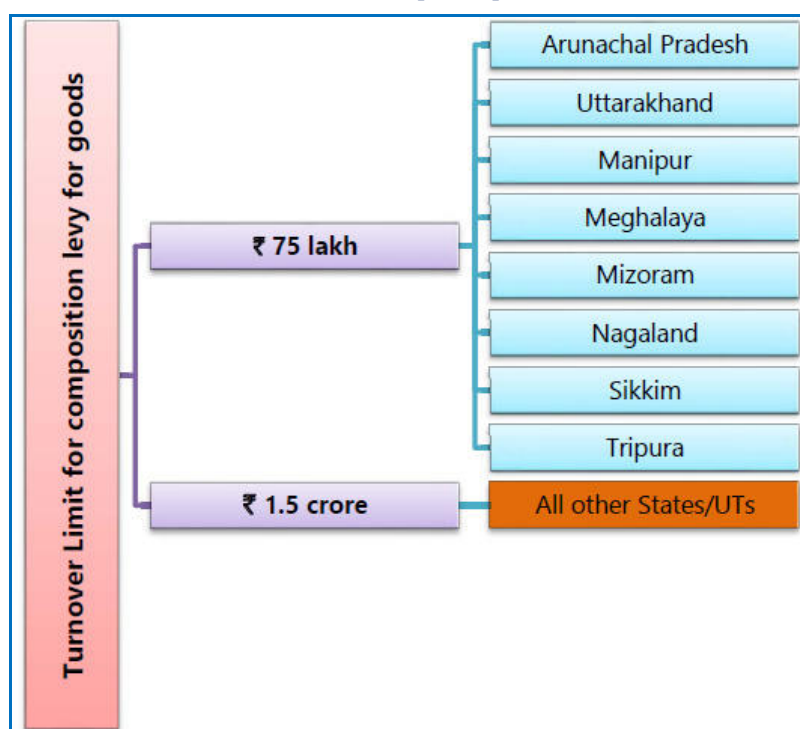 Turnover Limit for composition levy for goods
₹ 75 lakh
Arunachal Pradesh
Uttarakhand
Manipur
Meghalaya
Mizoram
Nagaland
Sikkim
Tripura
₹ 1.5 crore
All other States/UTs